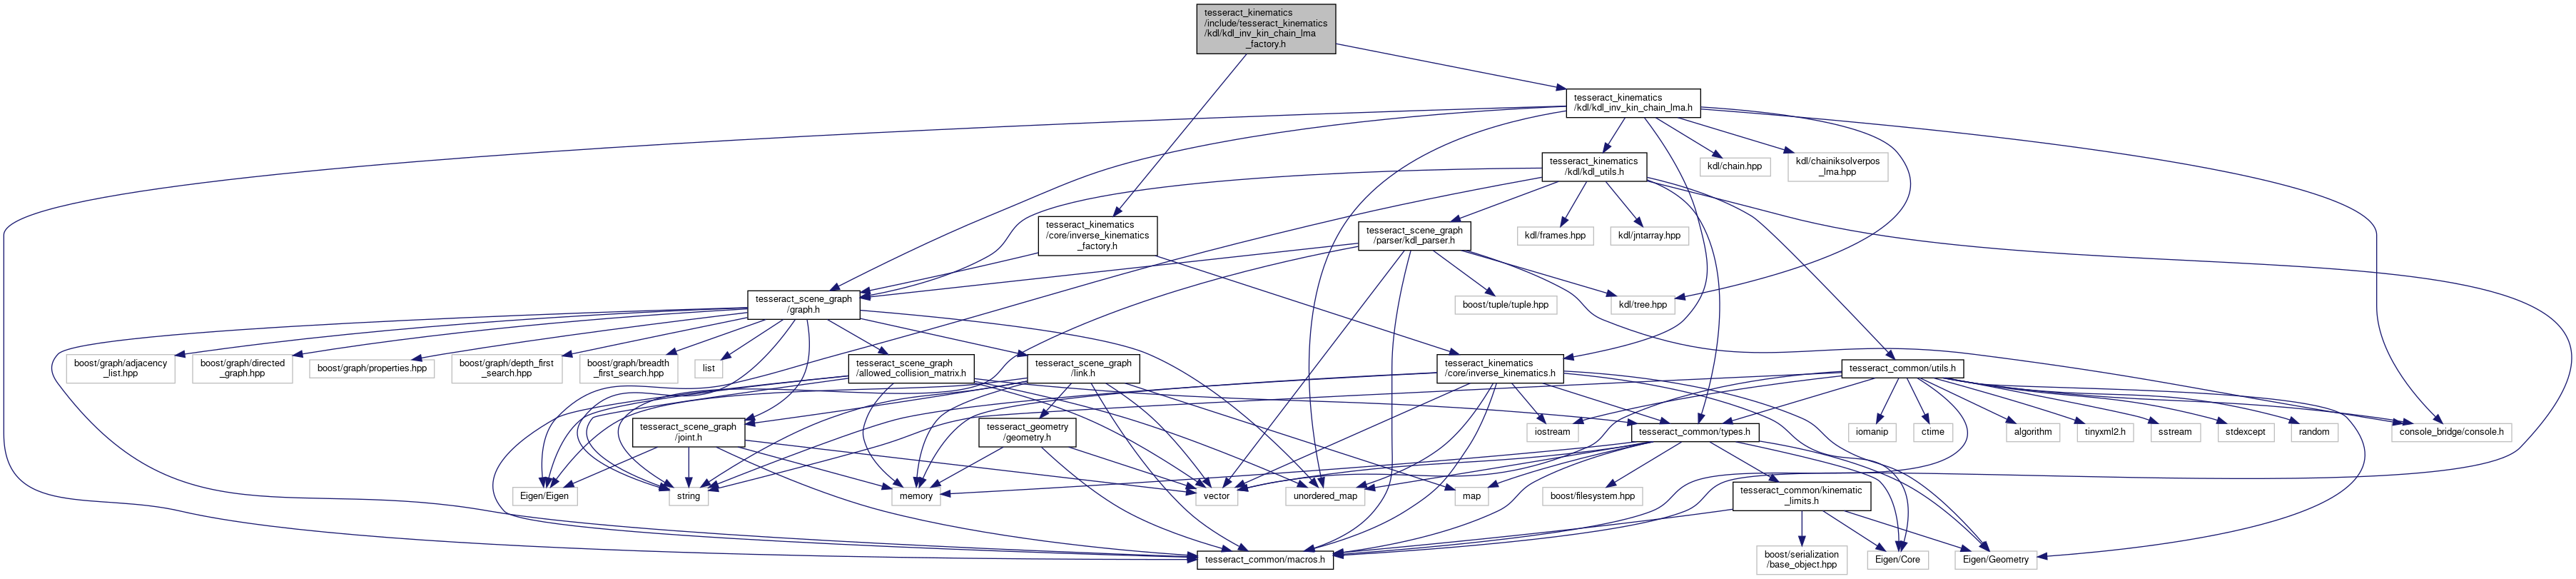 tesseract_kinematics
/include/tesseract_kinematics
/kdl/kdl_inv_kin_chain_lma
_factory.h
tesseract_kinematics
/kdl/kdl_inv_kin_chain_lma.h
tesseract_kinematics
/kdl/kdl_utils.h
kdl/chain.hpp
kdl/chainiksolverpos
_lma.hpp
tesseract_kinematics
/core/inverse_kinematics
_factory.h
tesseract_scene_graph
/parser/kdl_parser.h
kdl/frames.hpp
kdl/jntarray.hpp
tesseract_scene_graph
/graph.h
boost/tuple/tuple.hpp
kdl/tree.hpp
boost/graph/adjacency
_list.hpp
boost/graph/directed
_graph.hpp
boost/graph/properties.hpp
boost/graph/depth_first
_search.hpp
boost/graph/breadth
_first_search.hpp
list
tesseract_scene_graph
/allowed_collision_matrix.h
tesseract_scene_graph
/link.h
tesseract_kinematics
/core/inverse_kinematics.h
tesseract_common/utils.h
tesseract_scene_graph
/joint.h
tesseract_geometry
/geometry.h
iostream
tesseract_common/types.h
iomanip
ctime
algorithm
tinyxml2.h
sstream
stdexcept
random
console_bridge/console.h
Eigen/Eigen
string
memory
vector
unordered_map
map
boost/filesystem.hpp
tesseract_common/kinematic
_limits.h
tesseract_common/macros.h
boost/serialization
/base_object.hpp
Eigen/Core
Eigen/Geometry